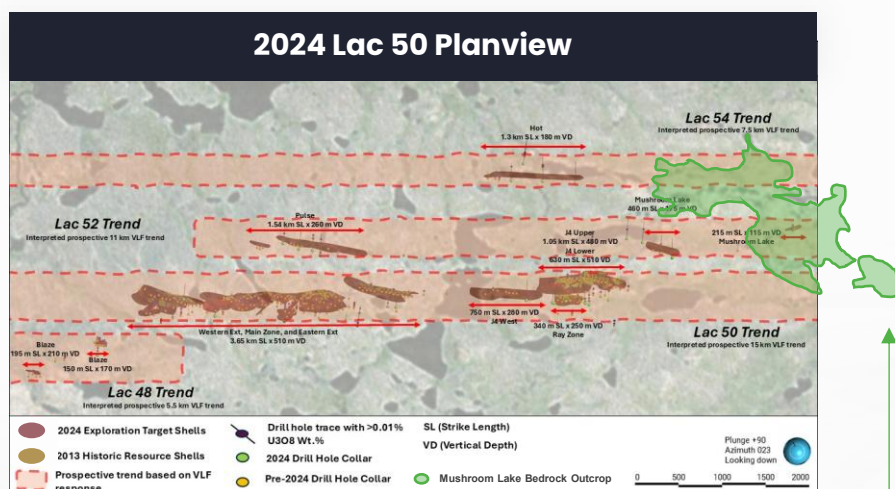 2024 Lac 50 Planview
Lac 54 Trend
Interpreted prospective 7.5 km VLF trend
Hot
1.3 km SL x 180 m VD
Mushroom Lake
460 m SL x m VD
Lac 52 Trend
Interpreted prospective 11 km VLF trend
Pulse
1.54 km SL x 260 m VD
J4 Upper
1.05 km SL x 480 m VD
J4 Lower
630 m SL x 510 VD
215 m SL x 115 m VD
Mushroom Lake
750 m SL x 280 m VD
J4 West
340 m SL x 250 m VD
Ray Zone
Western Ext, Main Zone, and Eastern Ext
3.65 km SL x 510 m VD
Lac 50 Trend
Interpreted prospective 15 km VLF trend
Blaze
195 m SL x 210 m VD
Blaze
150 m SL x 170 m VD
Lac 48 Trend
Interpreted prospective 5.5 km VLF trend
2024 Exploration Target Shells
2013 Historic Resource Shells
Prospective trend based on VLF
response
Drill hole trace with >0.01%
U3O8 Wt.%
2024 Drill Hole Collar
Pre-2024 Drill Hole Collar
SL (Strike Length)
VD (Vertical Depth)
Mushroom Lake Bedrock Outcrop
Plunge +90
Azimuth 023
Looking down
0 500 1000 1500 2000